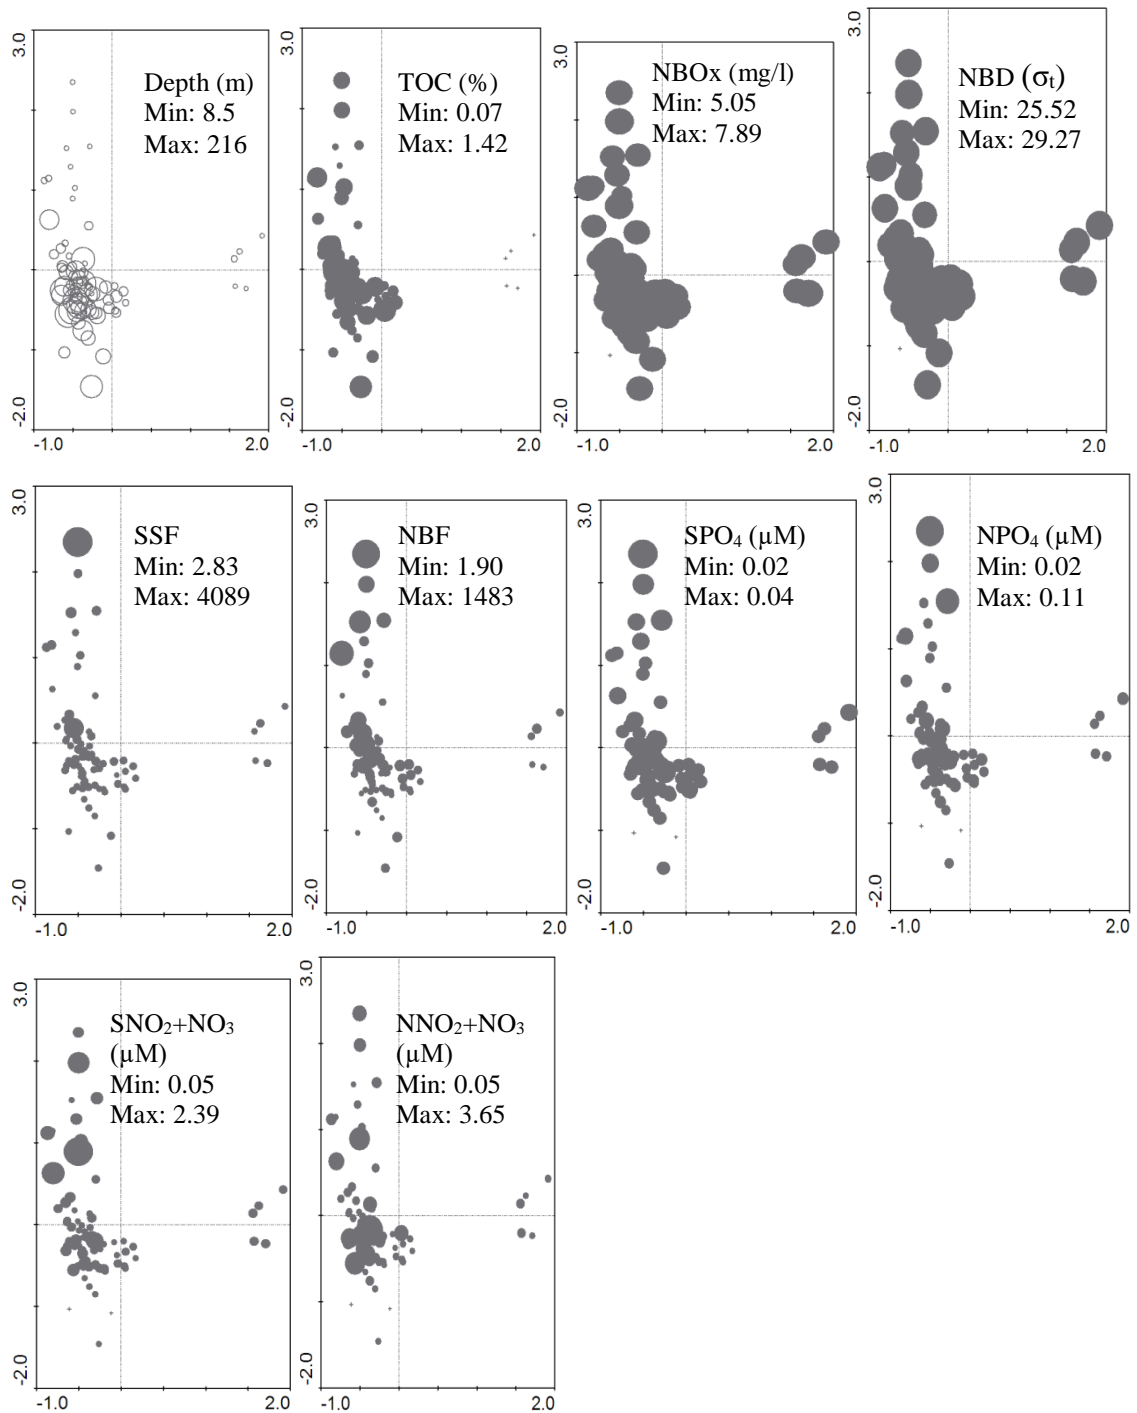 3.0
Depth (m)
Min: 8.5
Max: 216
-2.0
-1.0
2.0
3.0
TOC (%)
Min: 0.07
Max: 1.42
-2.0
-1.0
2.0
3.0
NBOx (mg/l)
Min: 5.05
Max: 7.89
-2.0
-1.0
2.0
3.0
NBD (σt)
Min: 25.52
Max: 29.27
-2.0
-1.0
2.0
3.0
SSF
Min: 2.83
Max: 4089
-2.0
-1.0
2.0
3.0
NBF
Min: 1.90
Max: 1483
-2.0
-1.0
2.0
3.0
SPO₄ (µM)
Min: 0.02
Max: 0.04
-2.0
-1.0
2.0
3.0
NPO₄ (µM)
Min: 0.02
Max: 0.11
-2.0
-1.0
2.0
3.0
SNO₂+NO₃
(µM)
Min: 0.05
Max: 2.39
-2.0
-1.0
2.0
3.0
NNO₂+NO₃
(µM)
Min: 0.05
Max: 3.65
-2.0
-1.0
2.0